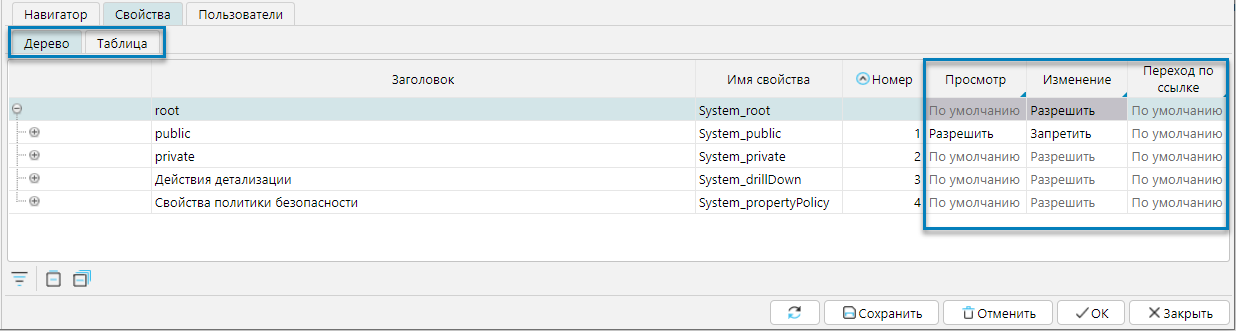 Навигатор Свойства Пользователи
Дерево Таблица
Заголовок Имя свойства Номер Просмотр Изменение Переход по ссылке
root System_root По умолчанию Разрешить По умолчанию
public System_public 1 Разрешить Запретить По умолчанию
private System_private 2 По умолчанию Разрешить По умолчанию
Действия детализации System_drillDown 3 По умолчанию Разрешить По умолчанию
Свойства политики безопасности System_propertyPolicy 4 По умолчанию Разрешить По умолчанию
Сохранить Отменить ОК Закрыть